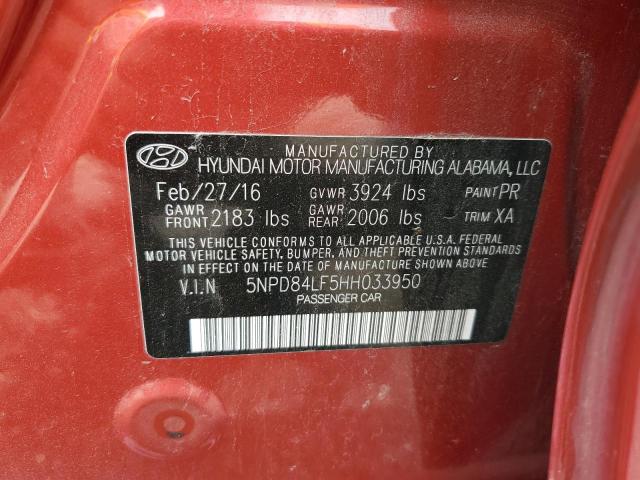 MANUFACTURED BY
HYUNDAI MOTOR MANUFACTURING ALABAMA, LLC
Feb/27/16 GVWR 3924 lbs PAINT PR
GAWR FRONT 2183 lbs GAWR REAR 2006 lbs TRIM XA
THIS VEHICLE CONFORMS TO ALL APPLICABLE U.S.A. FEDERAL
MOTOR VEHICLE SAFETY, BUMPER, AND THEFT PREVENTION STANDARDS
IN EFFECT ON THE DATE OF MANUFACTURE SHOWN ABOVE
V.I.N 5NPD84LF5HH033950
PASSENGER CAR